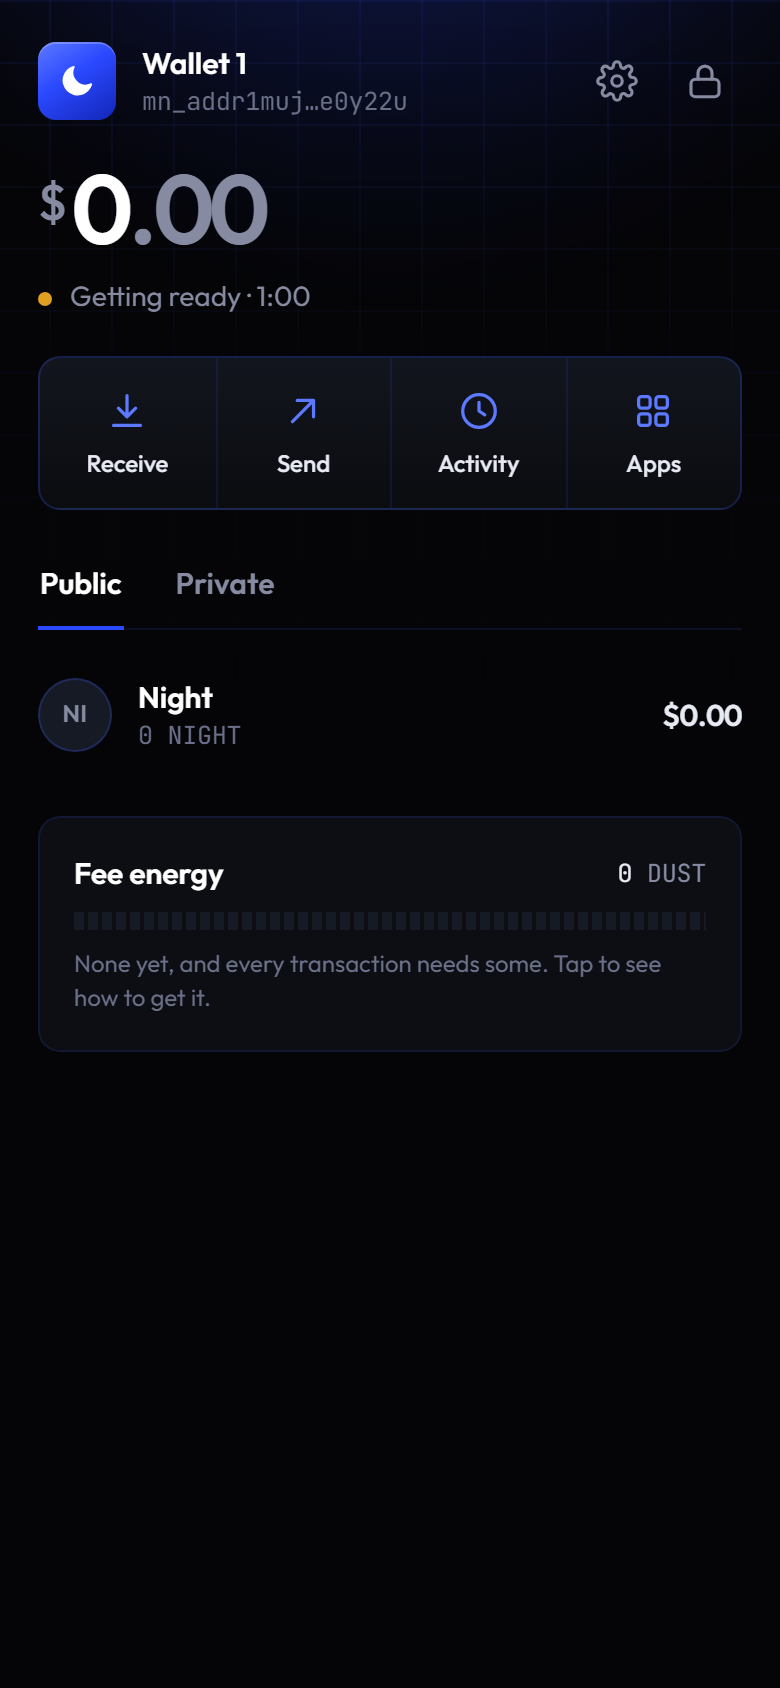 Wallet 1
mn_addr1muj…e0y22u
$0.00
Getting ready · 1:00
Receive
Send
Activity
Apps
Public
Private
NI
Night
0 NIGHT
$0.00
Fee energy
0 DUST
None yet, and every transaction needs some. Tap to see
how to get it.